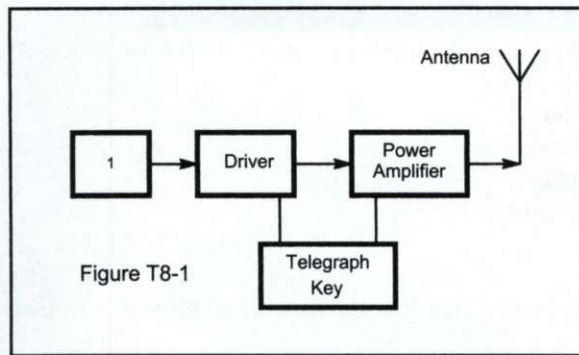 Antenna
1
Driver
Power
Amplifier
Telegraph
Key
Figure T8-1